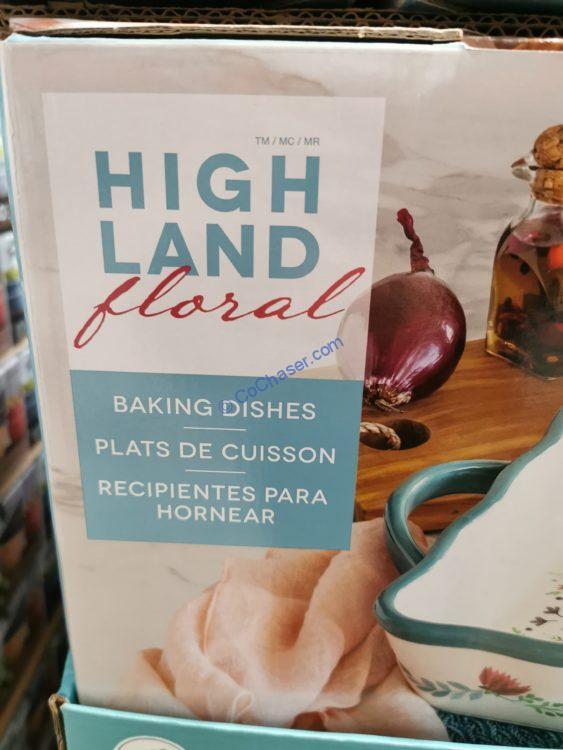 TM / MC / MR
HIGH
LAND
floral
© CoChaser.com
BAKING DISHES
PLATS DE CUISSON
RECIPIENTES PARA
HORNEAR